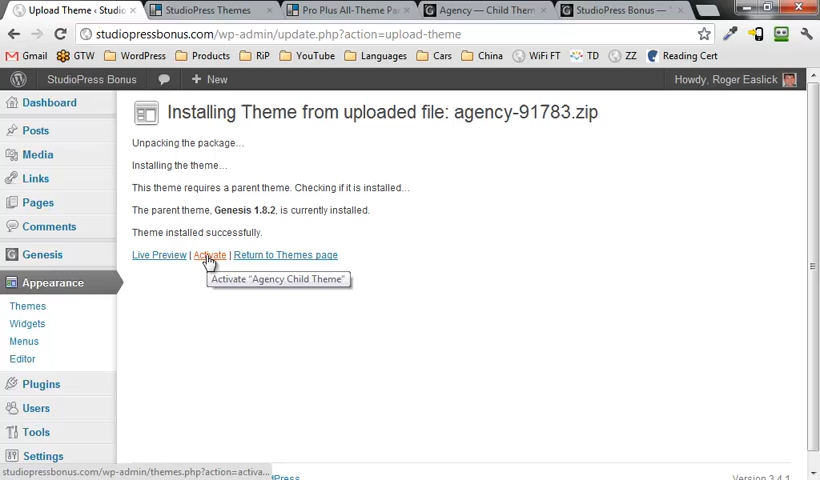 Upload Theme ‹ Studio
StudioPress Themes
Pro Plus All-Theme Pa
Agency — Child Them
StudioPress Bonus —
studiopressbonus.com/wp-admin/update.php?action=upload-theme
Gmail GTW WordPress Products RiP YouTube Languages Cars China WiFi FT TD ZZ Reading Cert
StudioPress Bonus + New Howdy, Roger Easlick
Dashboard
Posts
Media
Links
Pages
Comments
Genesis
Appearance
Themes
Widgets
Menus
Editor
Plugins
Users
Tools
Settings
Installing Theme from uploaded file: agency-91783.zip
Unpacking the package…
Installing the theme…
This theme requires a parent theme. Checking if it is installed…
The parent theme, Genesis 1.8.2, is currently installed.
Theme installed successfully.
Live Preview | Activate | Return to Themes page
Activate “Agency Child Theme”
studiopressbonus.com/wp-admin/themes.php?action=activa...
Press
Version 3.4.1